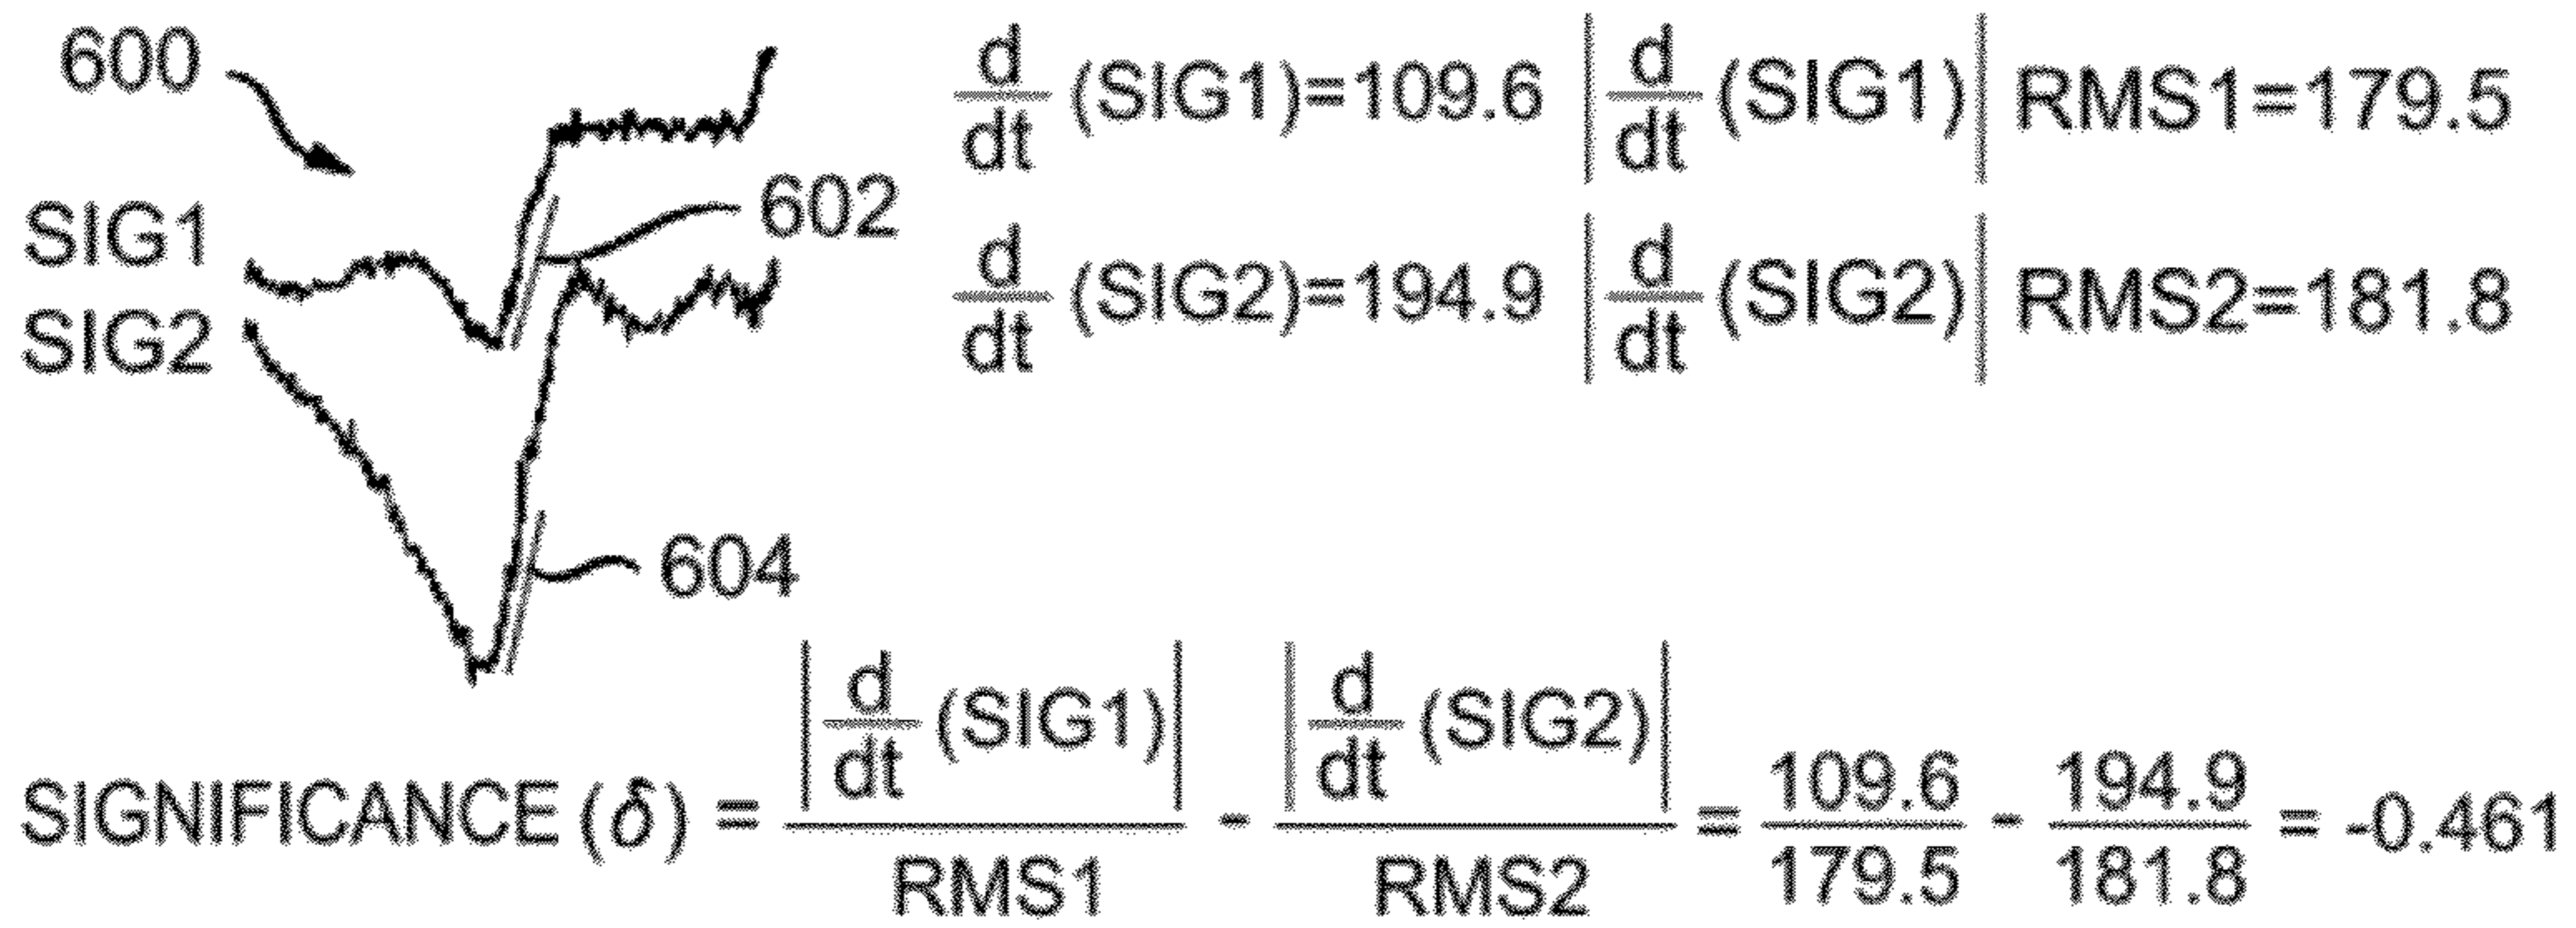 600
d/dt (SIG1)=109.6 |d/dt (SIG1)| RMS1=179.5
SIG1
602
SIG2
d/dt (SIG2)=194.9 |d/dt (SIG2)| RMS2=181.8
604
SIGNIFICANCE (δ) = |d/dt (SIG1)| / RMS1 - |d/dt (SIG2)| / RMS2 = 109.6/179.5 - 194.9/181.8 = -0.461